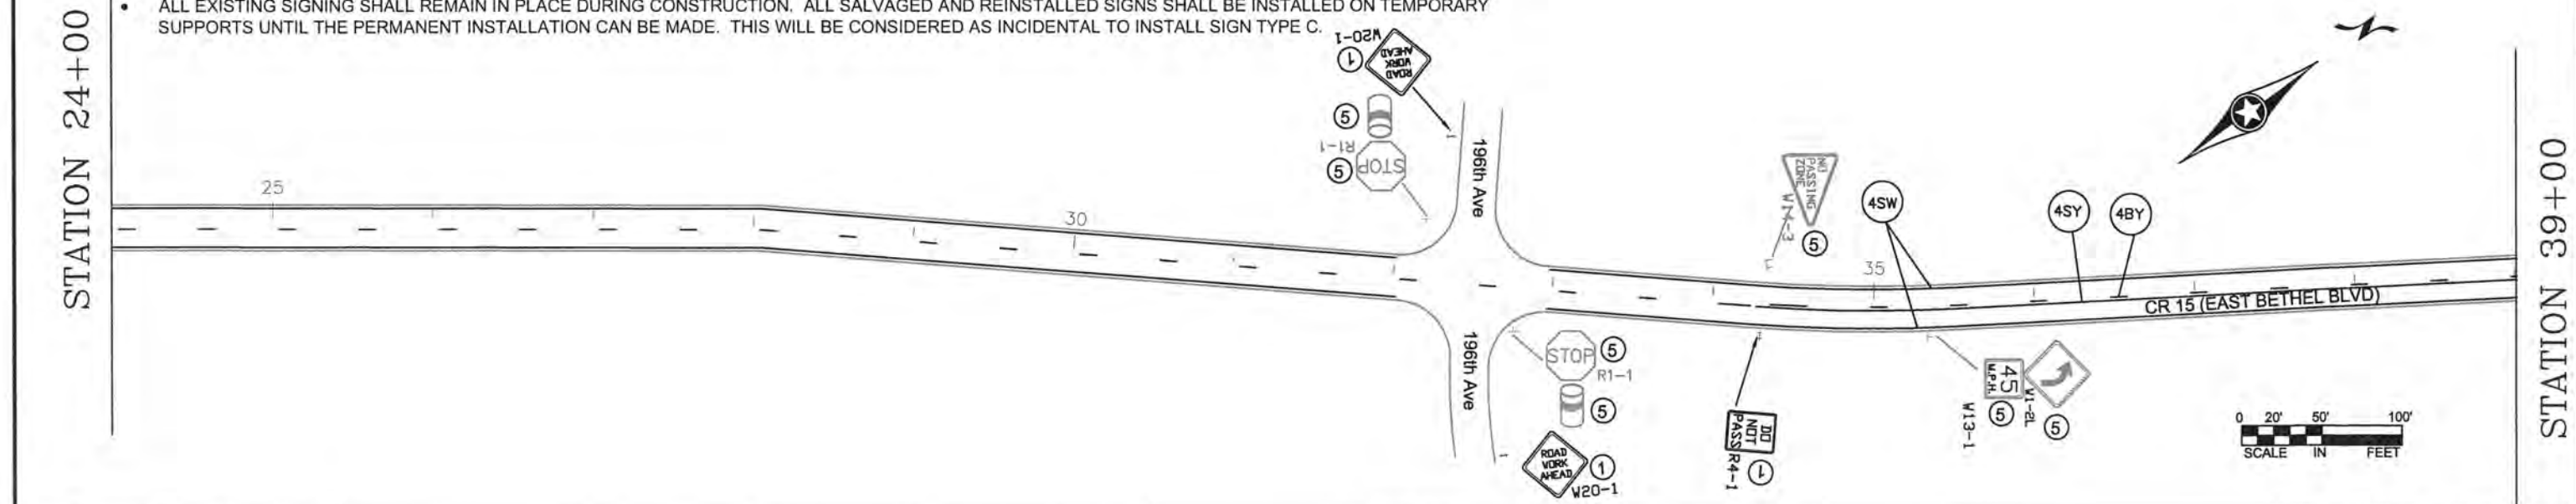 • ALL EXISTING SIGNING SHALL REMAIN IN PLACE DURING CONSTRUCTION. ALL SALVAGED AND REINSTALLED SIGNS SHALL BE INSTALLED ON TEMPORARY
SUPPORTS UNTIL THE PERMANENT INSTALLATION CAN BE MADE. THIS WILL BE CONSIDERED AS INCIDENTAL TO INSTALL SIGN TYPE C.
STATION 24+00
W20-1
1
ROAD
WORK
AHEAD
5
R1-1
5
STOP
196th Ave
25
30
NO
PASSING
ZONE
W14-3
5
4SW
4SY
4BY
35
CR 15 (EAST BETHEL BLVD)
STATION 39+00
196th Ave
STOP
5
R1-1
5
ROAD
WORK
AHEAD
1
W20-1
DO
NOT
PASS
R4-1
1
45
M.P.H.
W13-1
5
W1-2L
5
0 20' 50' 100'
SCALE IN FEET
N